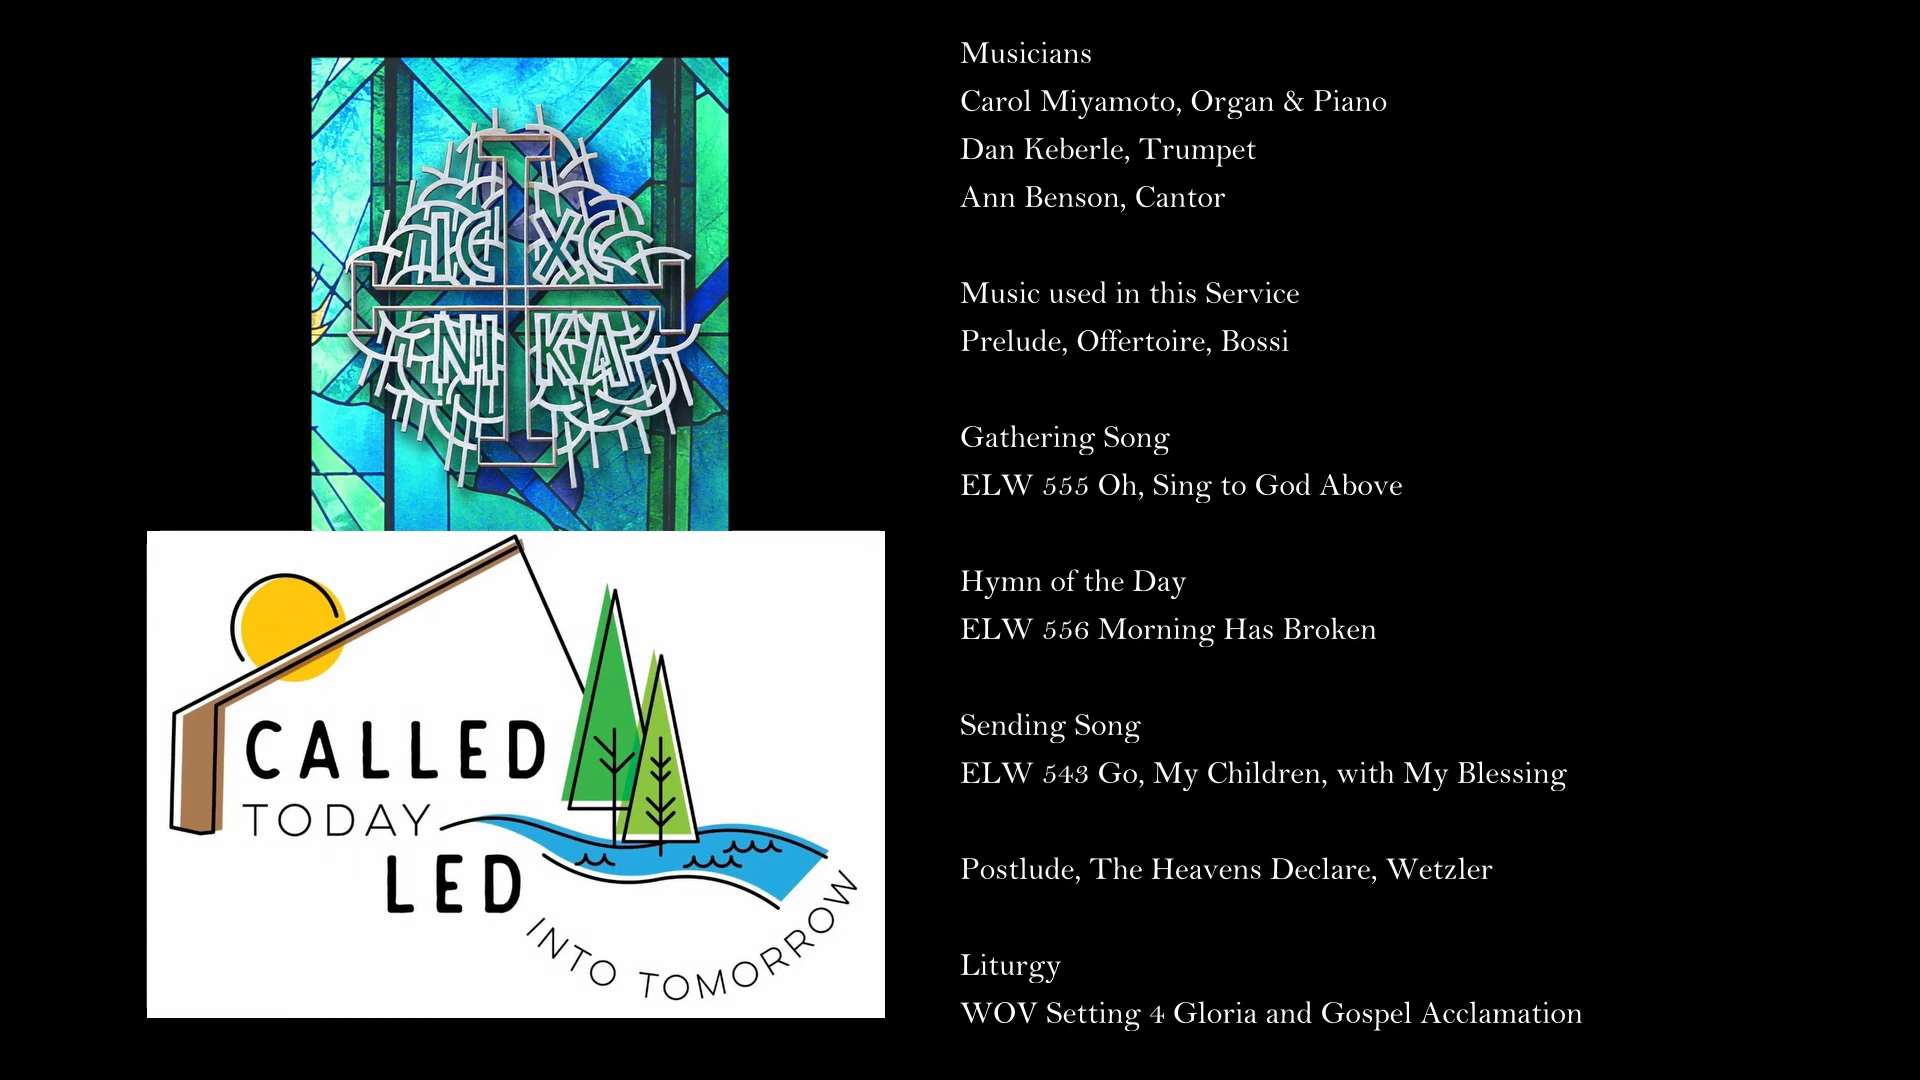 IC XC
NI KA
CALLED
TODAY
LED
INTO TOMORROW
Musicians
Carol Miyamoto, Organ & Piano
Dan Keberle, Trumpet
Ann Benson, Cantor
Music used in this Service
Prelude, Offertoire, Bossi
Gathering Song
ELW 555 Oh, Sing to God Above
Hymn of the Day
ELW 556 Morning Has Broken
Sending Song
ELW 543 Go, My Children, with My Blessing
Postlude, The Heavens Declare, Wetzler
Liturgy
WOV Setting 4 Gloria and Gospel Acclamation